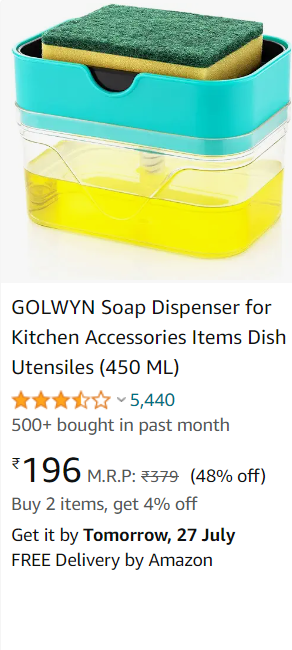 GOLWYN Soap Dispenser for
Kitchen Accessories Items Dish
Utensiles (450 ML)
5,440
500+ bought in past month
₹196 M.R.P: ₹379 (48% off)
Buy 2 items, get 4% off
Get it by Tomorrow, 27 July
FREE Delivery by Amazon